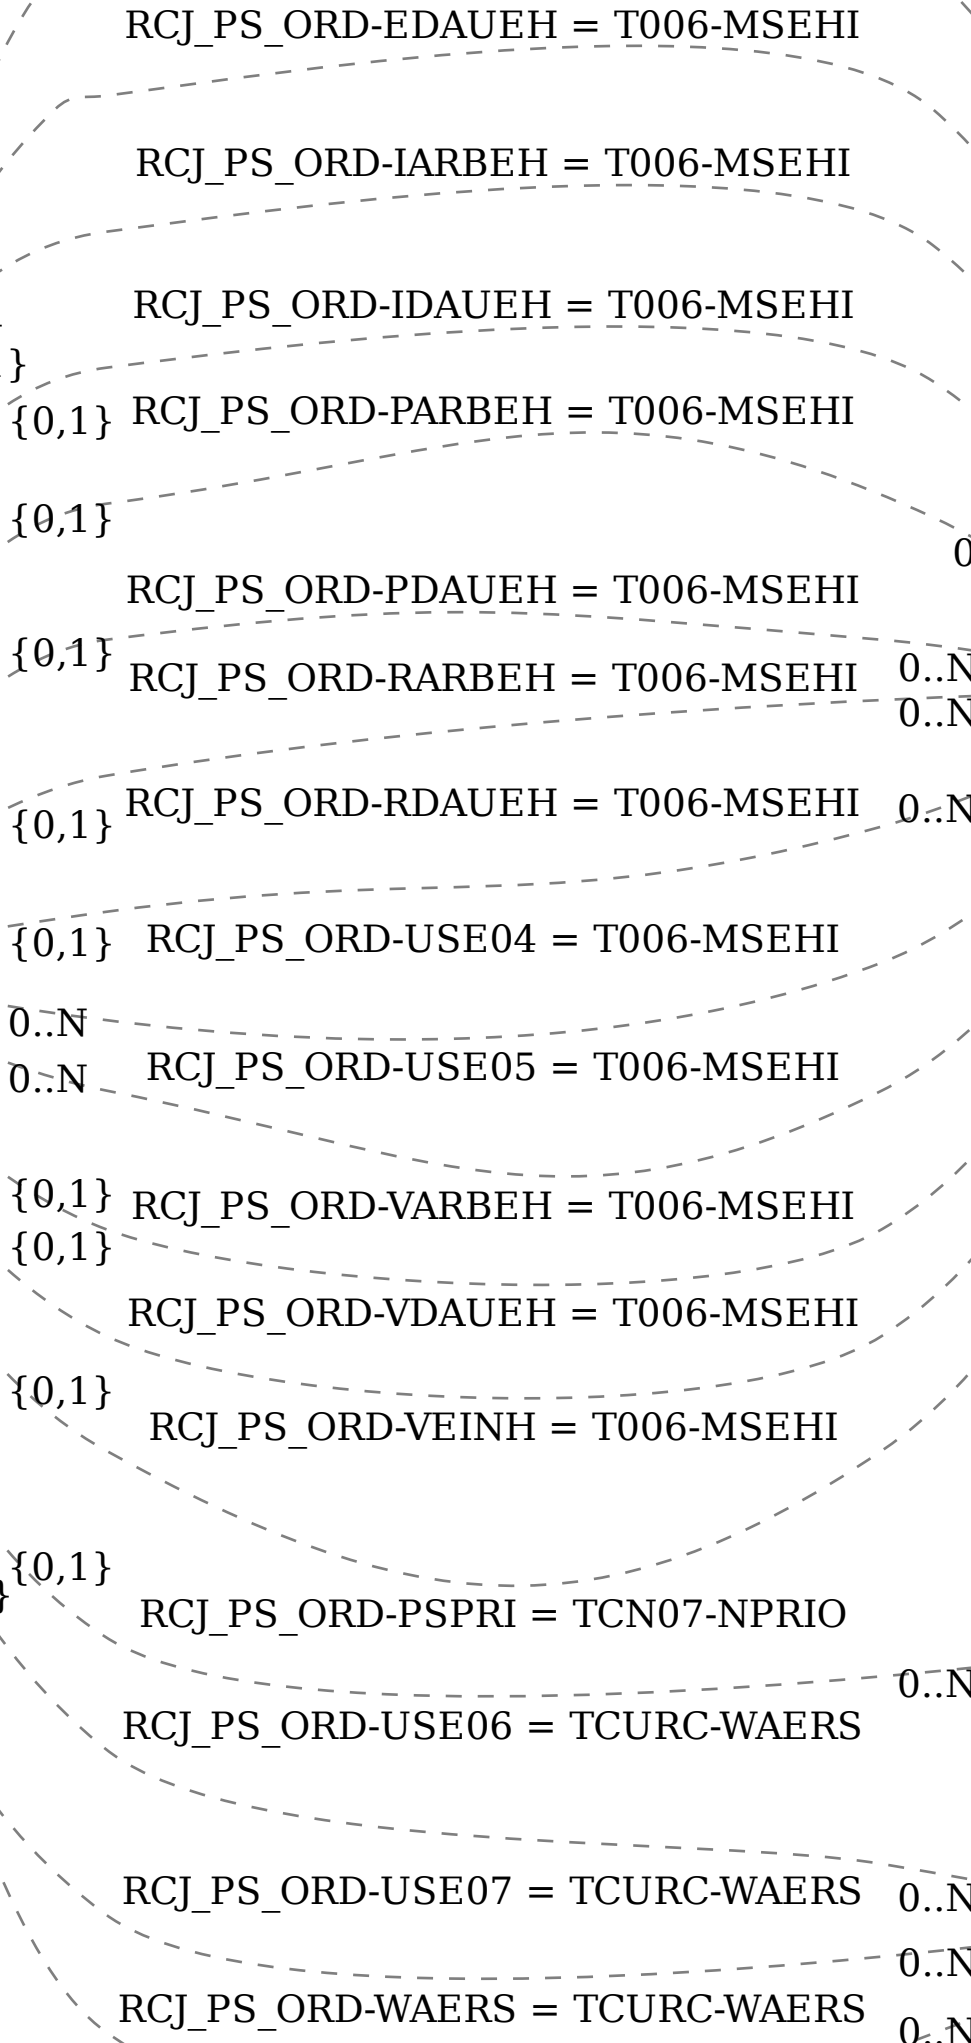 RCJ_PS_ORD-EDAUEH = T006-MSEHI
RCJ_PS_ORD-IARBEH = T006-MSEHI
RCJ_PS_ORD-IDAUEH = T006-MSEHI
}
{0,1} RCJ_PS_ORD-PARBEH = T006-MSEHI
{0,1}
0
RCJ_PS_ORD-PDAUEH = T006-MSEHI
{0,1}
0..N
RCJ_PS_ORD-RARBEH = T006-MSEHI
0..N
RCJ_PS_ORD-RDAUEH = T006-MSEHI
0..N
{0,1}
RCJ_PS_ORD-USE04 = T006-MSEHI
{0,1}
0..N
RCJ_PS_ORD-USE05 = T006-MSEHI
0..N
{0,1}
RCJ_PS_ORD-VARBEH = T006-MSEHI
{0,1}
RCJ_PS_ORD-VDAUEH = T006-MSEHI
{0,1}
RCJ_PS_ORD-VEINH = T006-MSEHI
{0,1}
}
RCJ_PS_ORD-PSPRI = TCN07-NPRIO
0..N
RCJ_PS_ORD-USE06 = TCURC-WAERS
RCJ_PS_ORD-USE07 = TCURC-WAERS
0..N
0..N
RCJ_PS_ORD-WAERS = TCURC-WAERS
0..N